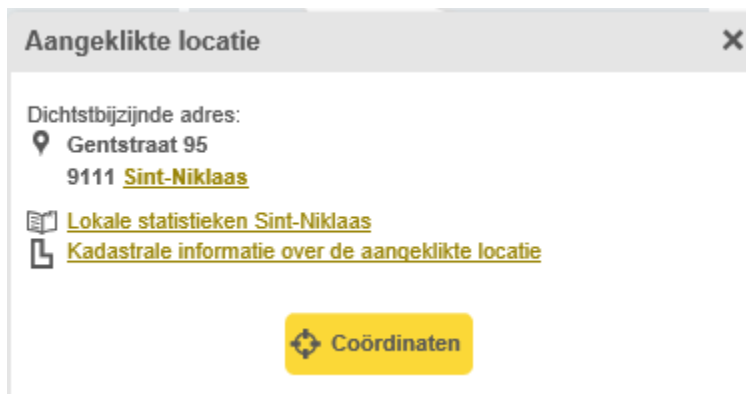 Aangeklikte locatie
Dichtstbijzijnde adres:
Gentstraat 95
9111 Sint-Niklaas
Lokale statistieken Sint-Niklaas
Kadastrale informatie over de aangeklikte locatie
Coördinaten